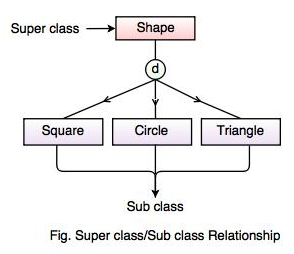 Super class
Shape
d
Square
Circle
Triangle
Sub class
Fig. Super class/Sub class Relationship